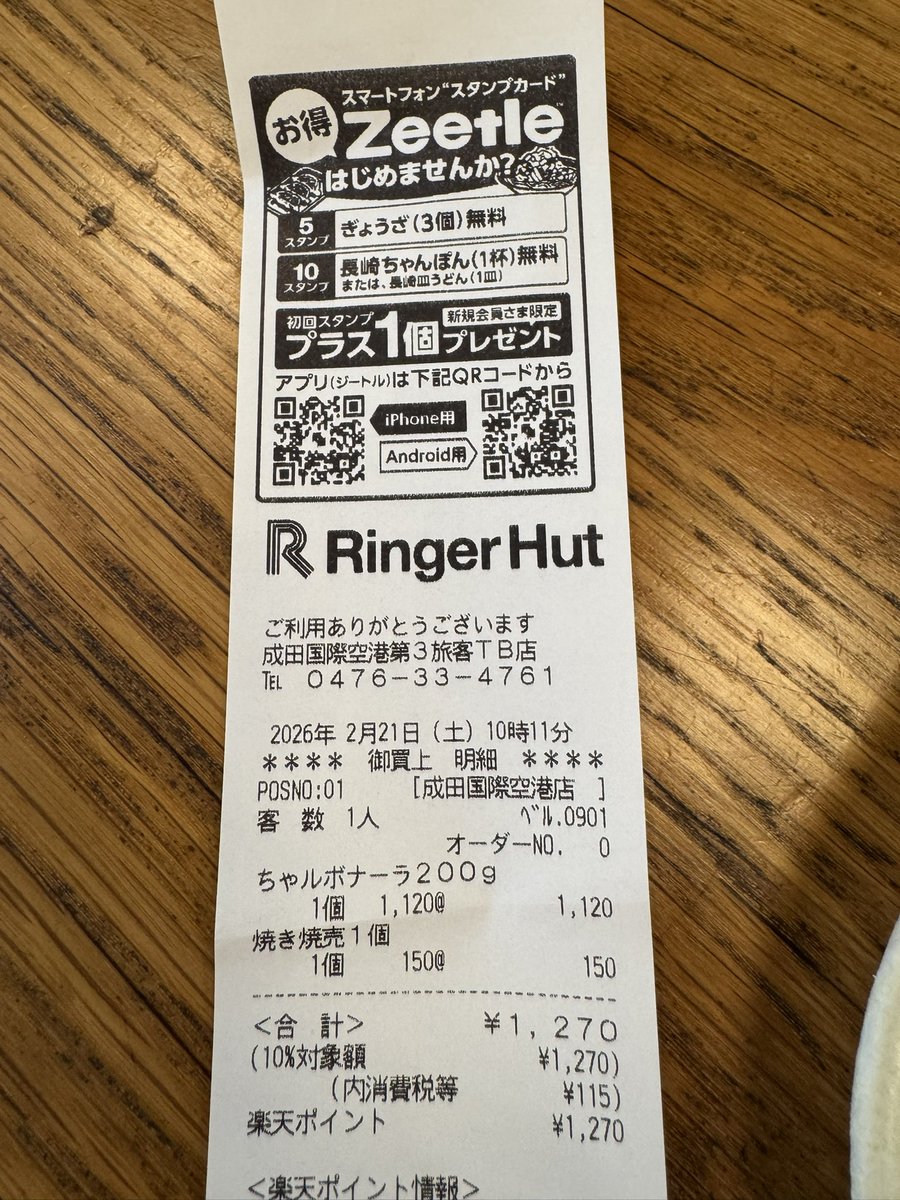 スマートフォン“スタンプカード”
お得
Zeetle™
はじめませんか?
5
スタンプ
ぎょうざ(3個)無料
10
スタンプ
長崎ちゃんぽん(1杯)無料
または、長崎皿うどん(1皿)
初回スタンプ
新規会員さま限定
プラス1個プレゼント
アプリ(ジートル)は下記QRコードから
iPhone用
Android用
R RingerHut
ご利用ありがとうございます
成田国際空港第3旅客TB店
TEL 0476-33-4761
2026年 2月21日(土) 10時11分
**** 御買上 明細 ****
POSNO:01 [成田国際空港店 ]
客 数 1人 ベル.0901
オーダーNO. 0
ちゃルボナーラ200g
1個 1,120@ 1,120
焼き焼売1個
1個 150@ 150
<合 計> ¥1,270
(10%対象額 ¥1,270)
(内消費税等 ¥115)
楽天ポイント ¥1,270
<楽天ポイント情報>